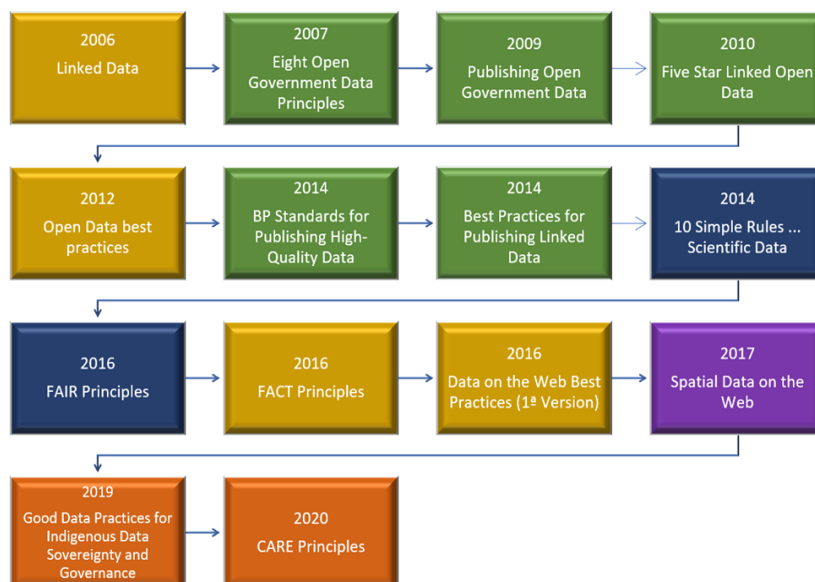 2006
Linked Data
2007
Eight Open
Government Data
Principles
2009
Publishing Open
Government Data
2010
Five Star Linked Open
Data
2012
Open Data best
practices
2014
BP Standards for
Publishing High-
Quality Data
2014
Best Practices for
Publishing Linked
Data
2014
10 Simple Rules ...
Scientific Data
2016
FAIR Principles
2016
FACT Principles
2016
Data on the Web Best
Practices (1ª Version)
2017
Spatial Data on the
Web
2019
Good Data Practices for
Indigenous Data
Sovereignty and
Governance
2020
CARE Principles